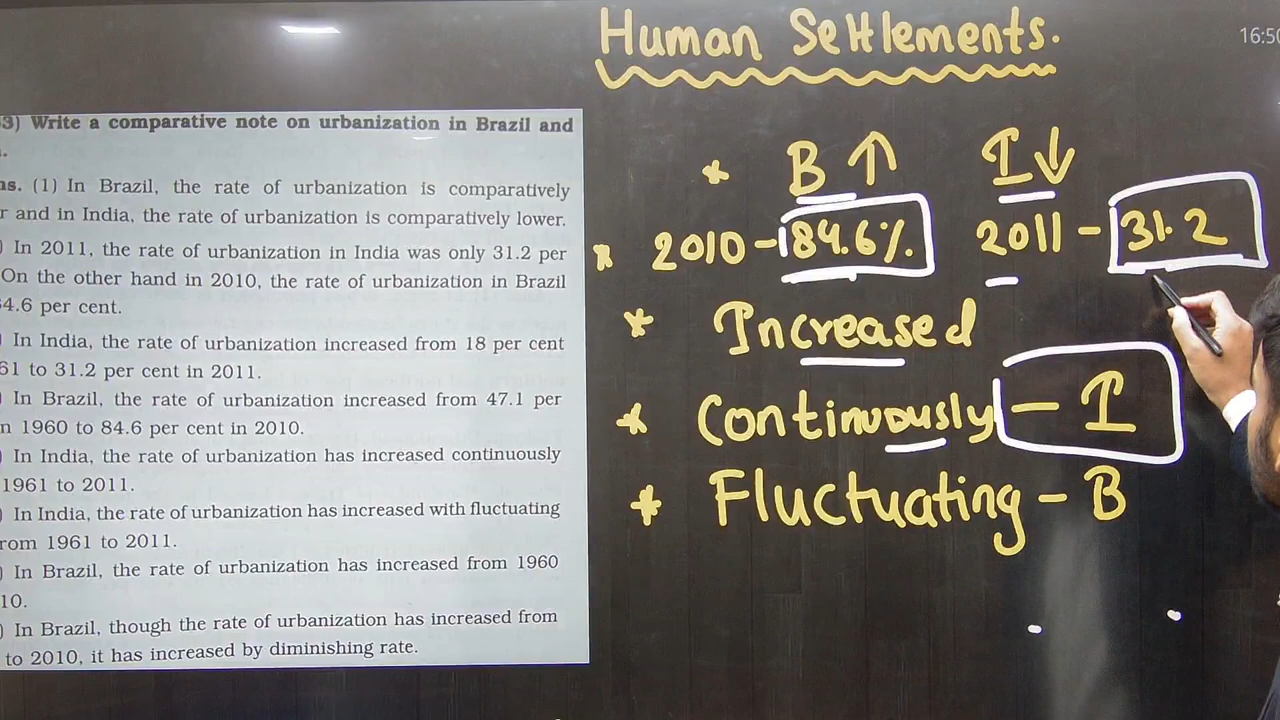 Human Settlements.
16:50
3) Write a comparative note on urbanization in Brazil and
ns. (1) In Brazil, the rate of urbanization is comparatively
r and in India, the rate of urbanization is comparatively lower.
) In 2011, the rate of urbanization in India was only 31.2 per
On the other hand in 2010, the rate of urbanization in Brazil
4.6 per cent.
) In India, the rate of urbanization increased from 18 per cent
61 to 31.2 per cent in 2011.
) In Brazil, the rate of urbanization increased from 47.1 per
n 1960 to 84.6 per cent in 2010.
) In India, the rate of urbanization has increased continuously
1961 to 2011.
) In India, the rate of urbanization has increased with fluctuating
rom 1961 to 2011.
) In Brazil, the rate of urbanization has increased from 1960
10.
) In Brazil, though the rate of urbanization has increased from
to 2010, it has increased by diminishing rate.
* B ↑ I ↓
* 2010 - 84.6% 2011 - 31.2
* Increased
* Continuously - I
* Fluctuating - B